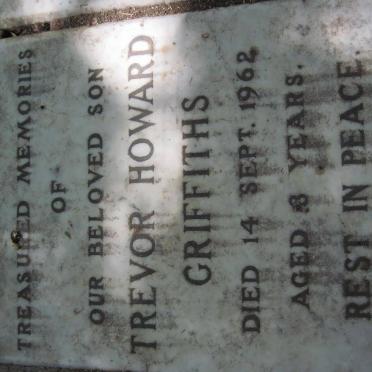 TREASURED MEMORIES
OF
OUR BELOVED SON
TREVOR HOWARD
GRIFFITHS
DIED 14 SEPT. 1962
AGED 3 YEARS.
REST IN PEACE.